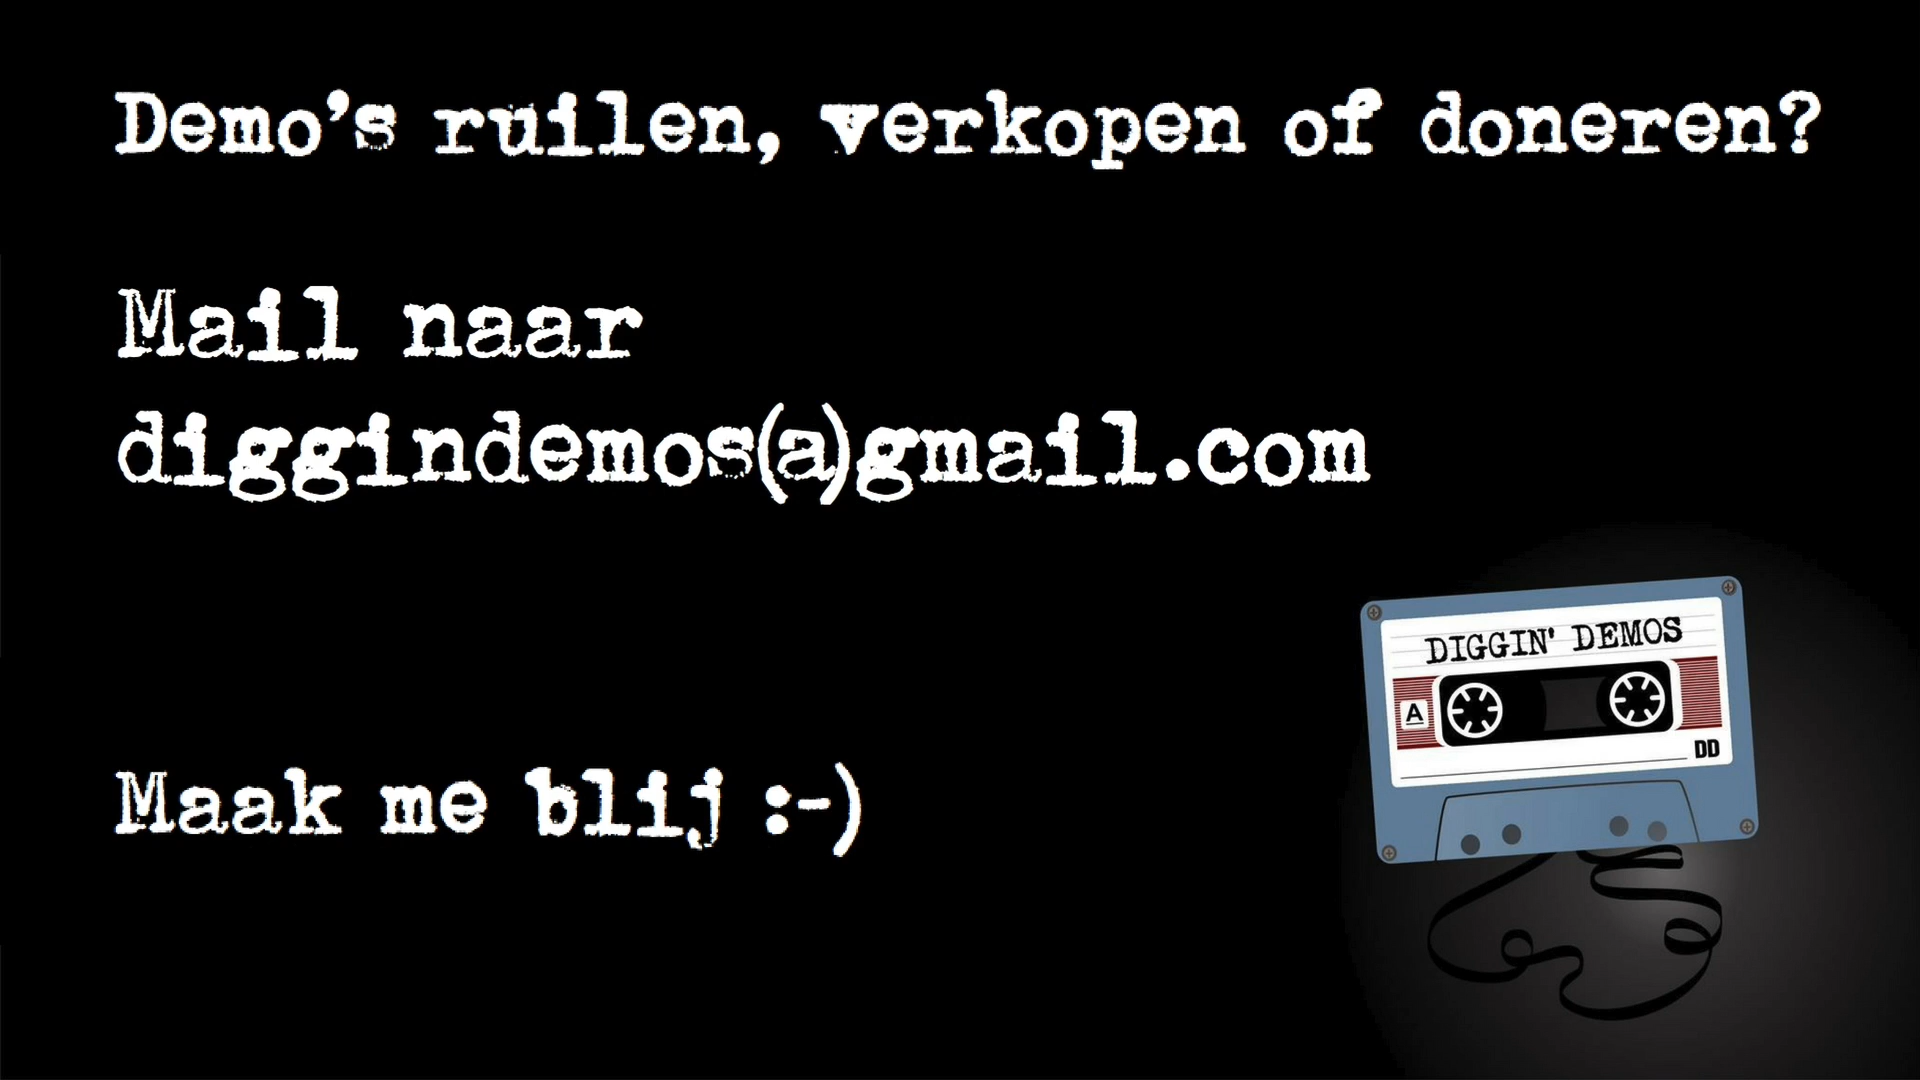 Demo's ruilen, verkopen of doneren?
Mail naar
diggindemos(a)gmail.com
DIGGIN' DEMOS
A
DD
Maak me blij :-)